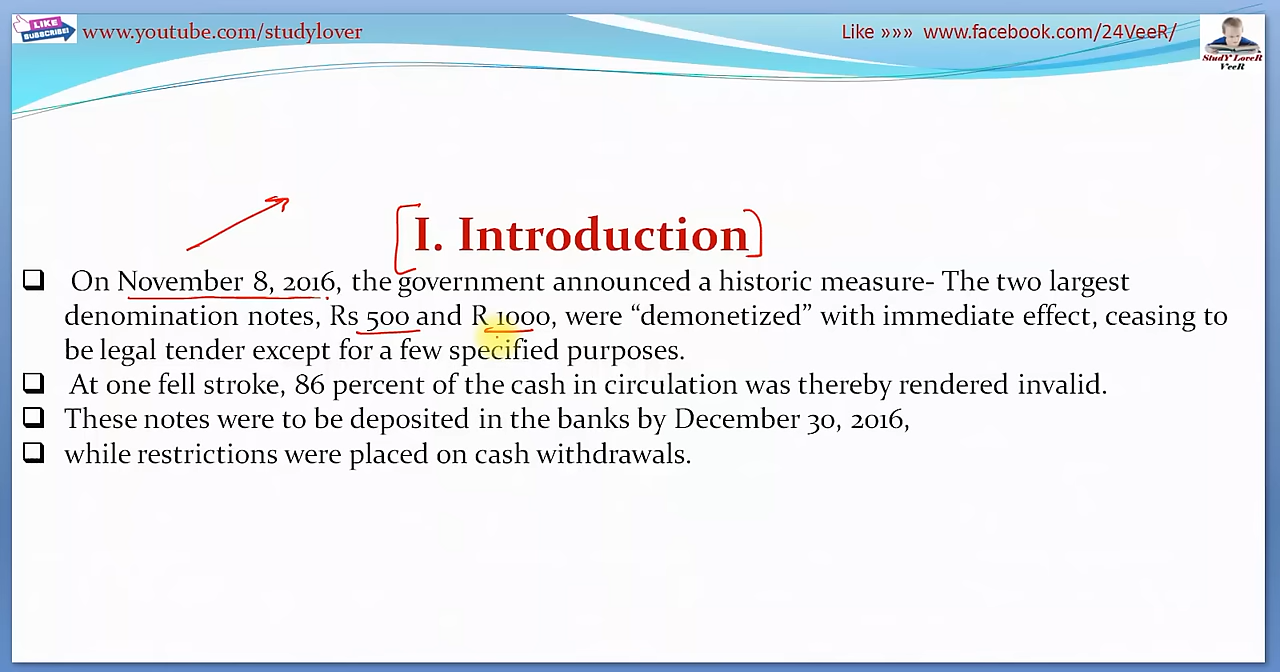 LIKE
SUBSCRIBE!
www.youtube.com/studylover
Like »»» www.facebook.com/24VeeR/
StudY LoveR
VeeR
I. Introduction
On November 8, 2016, the government announced a historic measure- The two largest
denomination notes, Rs 500 and R 1000, were “demonetized” with immediate effect, ceasing to
be legal tender except for a few specified purposes.
At one fell stroke, 86 percent of the cash in circulation was thereby rendered invalid.
These notes were to be deposited in the banks by December 30, 2016,
while restrictions were placed on cash withdrawals.